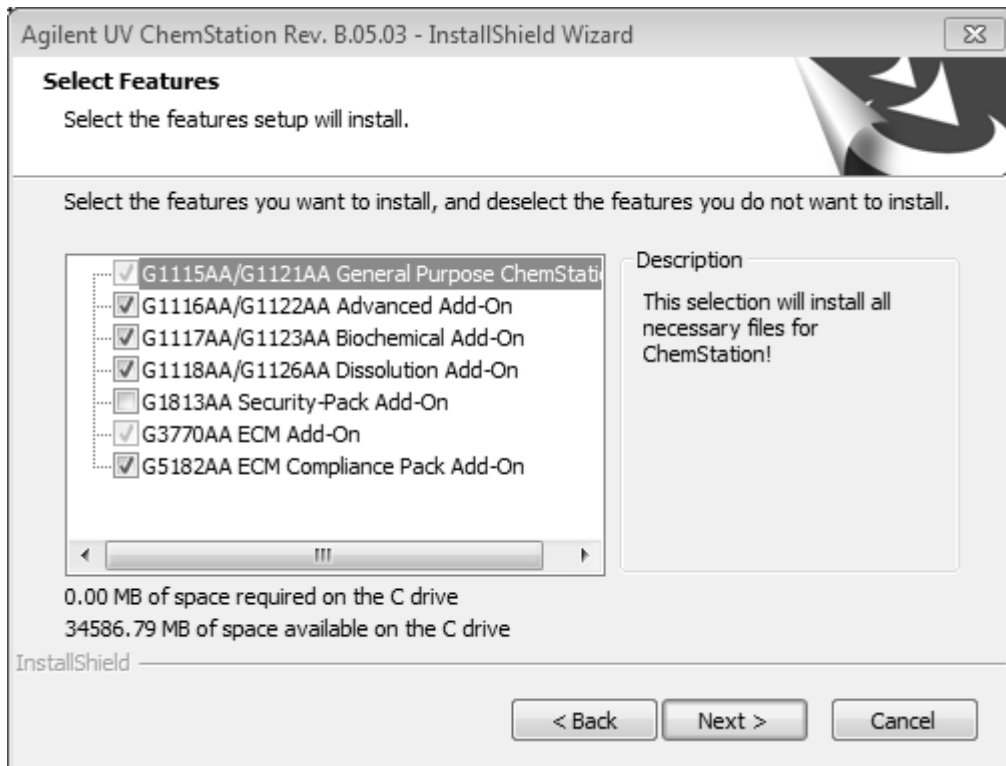 Agilent UV ChemStation Rev. B.05.03 - InstallShield Wizard
Select Features
Select the features setup will install.
Select the features you want to install, and deselect the features you do not want to install.
G1115AA/G1121AA General Purpose ChemStati
G1116AA/G1122AA Advanced Add-On
G1117AA/G1123AA Biochemical Add-On
G1118AA/G1126AA Dissolution Add-On
G1813AA Security-Pack Add-On
G3770AA ECM Add-On
G5182AA ECM Compliance Pack Add-On
Description
This selection will install all
necessary files for
ChemStation!
0.00 MB of space required on the C drive
34586.79 MB of space available on the C drive
InstallShield
< Back
Next >
Cancel